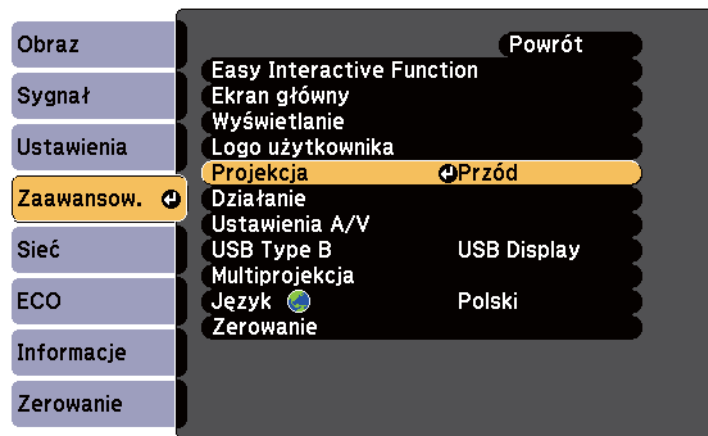 Obraz
Sygnał
Ustawienia
Zaawansow.
Sieć
ECO
Informacje
Zerowanie
Powrót
Easy Interactive Function
Ekran główny
Wyświetlanie
Logo użytkownika
Projekcja Przód
Działanie
Ustawienia A/V
USB Type B USB Display
Multiprojekcja
Język Polski
Zerowanie